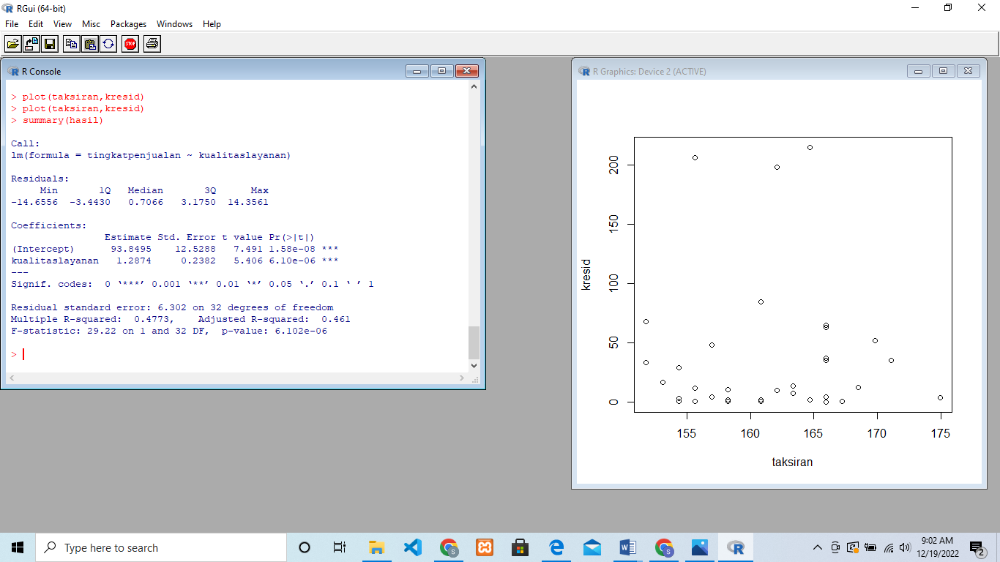 RGui (64-bit)
File Edit View Misc Packages Windows Help
STOP
R Console
> plot(taksiran,kresid)
> plot(taksiran,kresid)
> summary(hasil)
Call:
lm(formula = tingkatpenjualan ~ kualitaslayanan)
Residuals:
Min 1Q Median 3Q Max
-14.6556 -3.4430 0.7066 3.1750 14.3561
Coefficients:
Estimate Std. Error t value Pr(>|t|)
(Intercept) 93.8495 12.5288 7.491 1.58e-08 ***
kualitaslayanan 1.2874 0.2382 5.406 6.10e-06 ***
---
Signif. codes: 0 ‘***’ 0.001 ‘**’ 0.01 ‘*’ 0.05 ‘.’ 0.1 ‘ ’ 1
Residual standard error: 6.302 on 32 degrees of freedom
Multiple R-squared: 0.4773, Adjusted R-squared: 0.461
F-statistic: 29.22 on 1 and 32 DF, p-value: 6.102e-06
>
R Graphics: Device 2 (ACTIVE)
200
150
100
50
0
kresid
155 160 165 170 175
taksiran
Type here to search
9:02 AM
12/19/2022
2